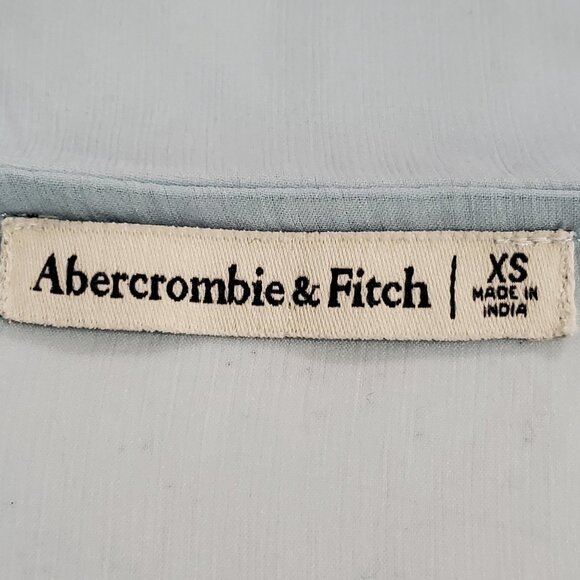 Abercrombie & Fitch | XS
MADE IN
INDIA